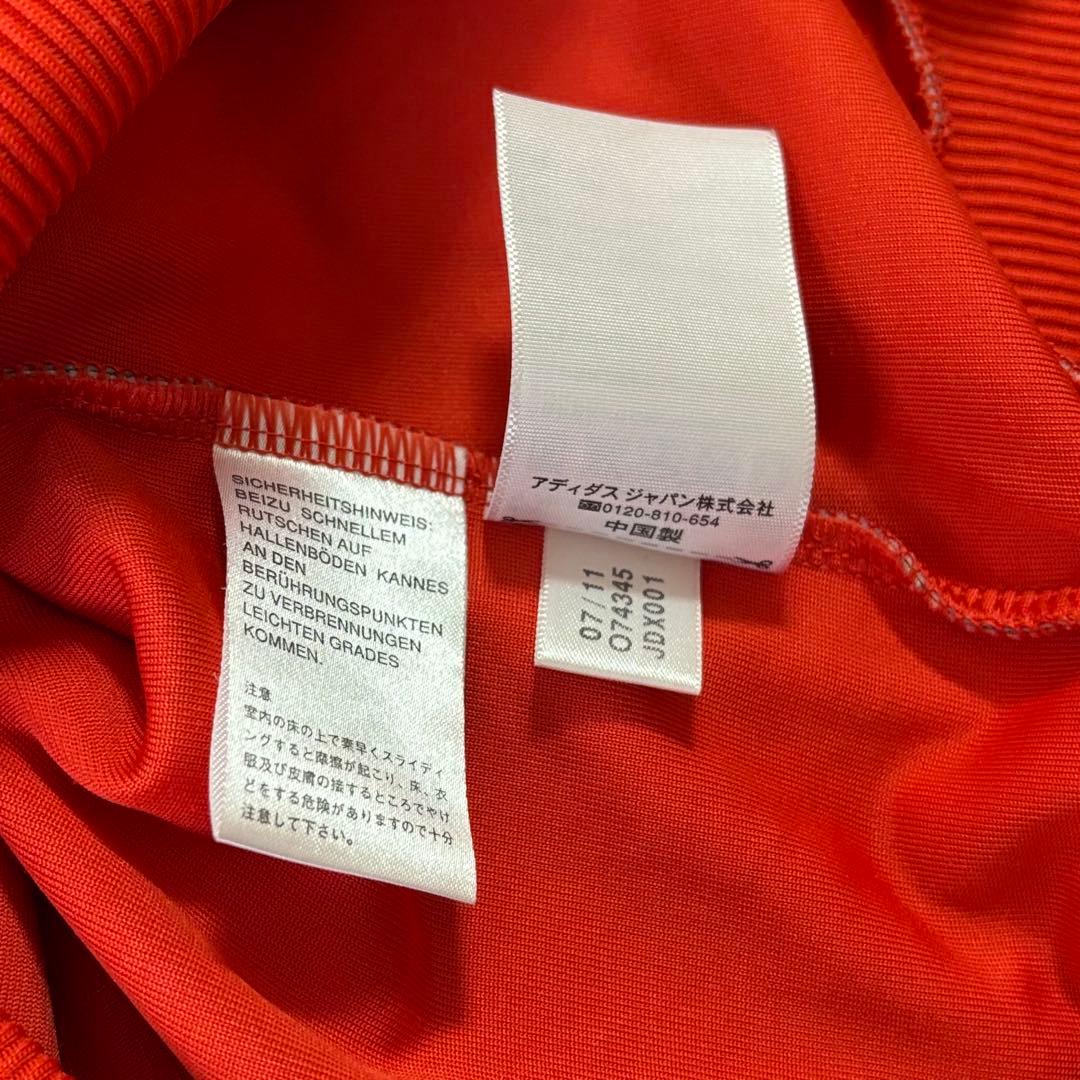 SICHERHEITSHINWEIS:
BEIZU SCHNELLEM
RUTSCHEN AUF
HALLENBÖDEN KANNES
AN DEN
BERÜHRUNGSPUNKTEN
ZU VERBRENNUNGEN
LEICHTEN GRADES
KOMMEN.
注意
室内の床の上で素早くスライディ
ングすると摩擦が起こり、床、衣
服及び皮膚の接するところでやけ
どをする危険がありますので十分
注意して下さい。
アディダス ジャパン株式会社
0120-810-654
中国製
07/11
O74345
JDX001